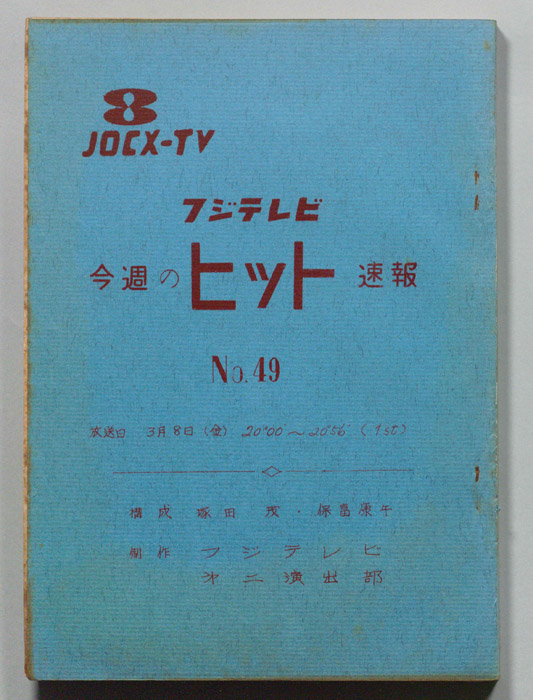 8
JOCX-TV
フジテレビ
今週の ヒット 速報
No. 49
放送日 3月8日(金) 20°00'~20°56' (1st)
構成 塚田 茂・保富康午
制作 フジテレビ
第二演出部